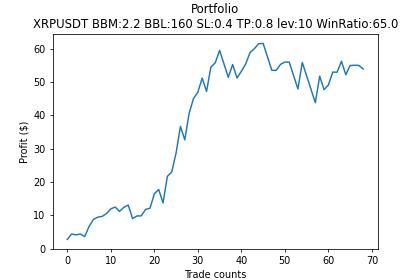 Portfolio
XRPUSDT BBM:2.2 BBL:160 SL:0.4 TP:0.8 lev:10 WinRatio:65.0
60
50
40
30
20
10
0
Profit ($)
0 10 20 30 40 50 60 70
Trade counts